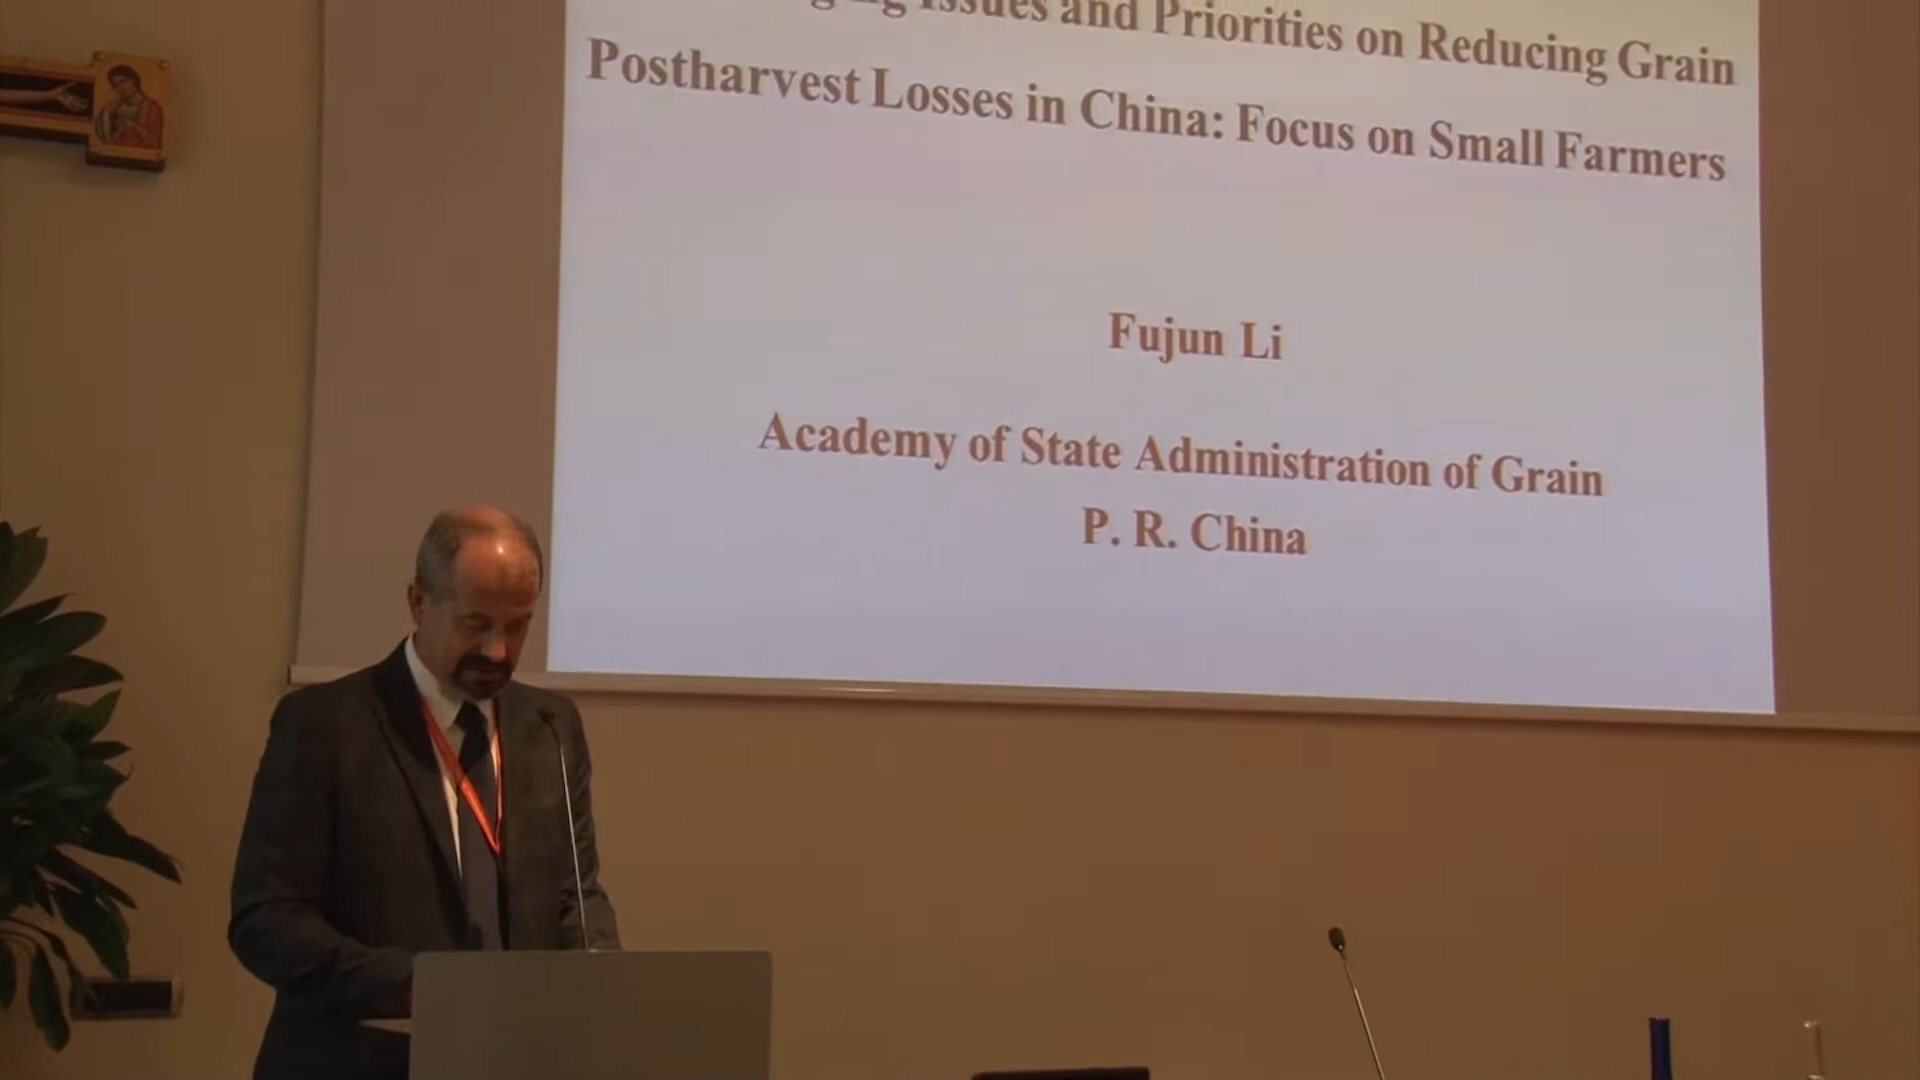 Issues and Priorities on Reducing Grain
Postharvest Losses in China: Focus on Small Farmers
Fujun Li
Academy of State Administration of Grain
P. R. China